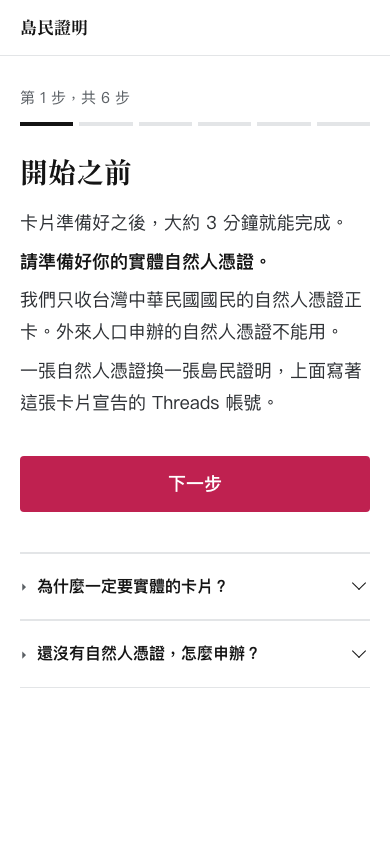 島民證明
第 1 步，共 6 步
開始之前
卡片準備好之後，大約 3 分鐘就能完成。
請準備好你的實體自然人憑證。
我們只收台灣中華民國國民的自然人憑證正
卡。外來人口申辦的自然人憑證不能用。
一張自然人憑證換一張島民證明，上面寫著
這張卡片宣告的 Threads 帳號。
下一步
為什麼一定要實體的卡片？
還沒有自然人憑證，怎麼申辦？